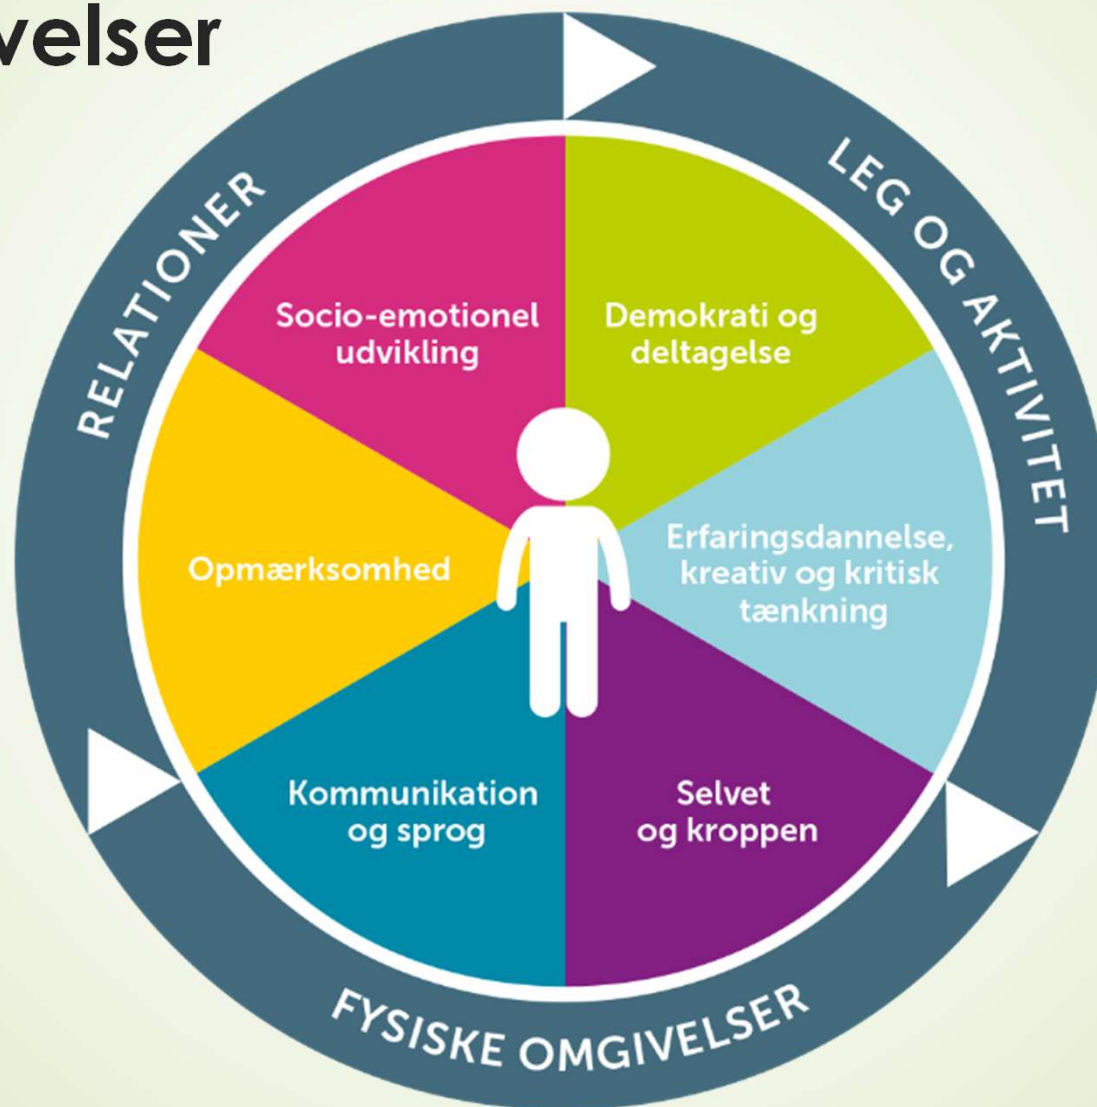 velser
RELATIONER
LEG OG AKTIVITET
Socio-emotionel
udvikling
Demokrati og
deltagelse
Opmærksomhed
Erfaringsdannelse,
kreativ og kritisk
tænkning
Kommunikation
og sprog
Selvet
og kroppen
FYSISKE OMGIVELSER